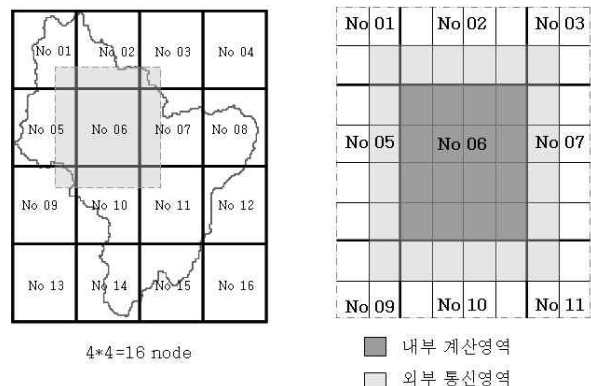 No 01 No 02 No 03 No 04
No 05 No 06 No 07 No 08
No 09 No 10 No 11 No 12
No 13 No 14 No 15 No 16
4*4=16 node
No 01 No 02 No 03
No 05 No 06 No 07
No 09 No 10 No 11
내부 계산영역
외부 통신영역